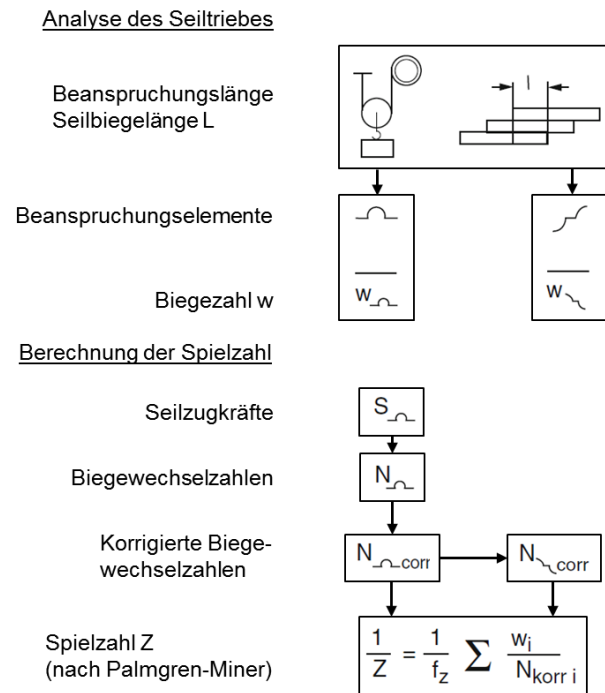 Analyse des Seiltriebes
Beanspruchungslänge
Seilbiegelänge L
l
Beanspruchungselemente
Biegezahl w
w
w
Berechnung der Spielzahl
Seilzugkräfte
S
Biegewechselzahlen
N
Korrigierte Biege-
wechselzahlen
N corr
N corr
Spielzahl Z
(nach Palmgren-Miner)
1/Z = 1/f_z ∑ w_i/N_korr i